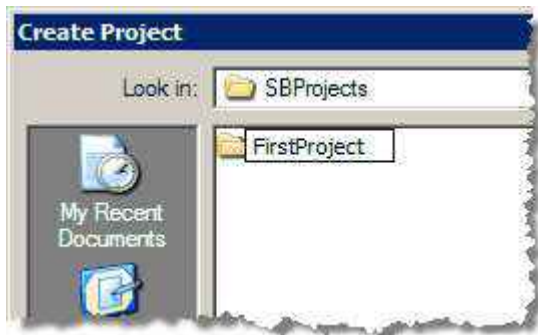 Create Project
Look in: SBProjects
FirstProject
My Recent
Documents